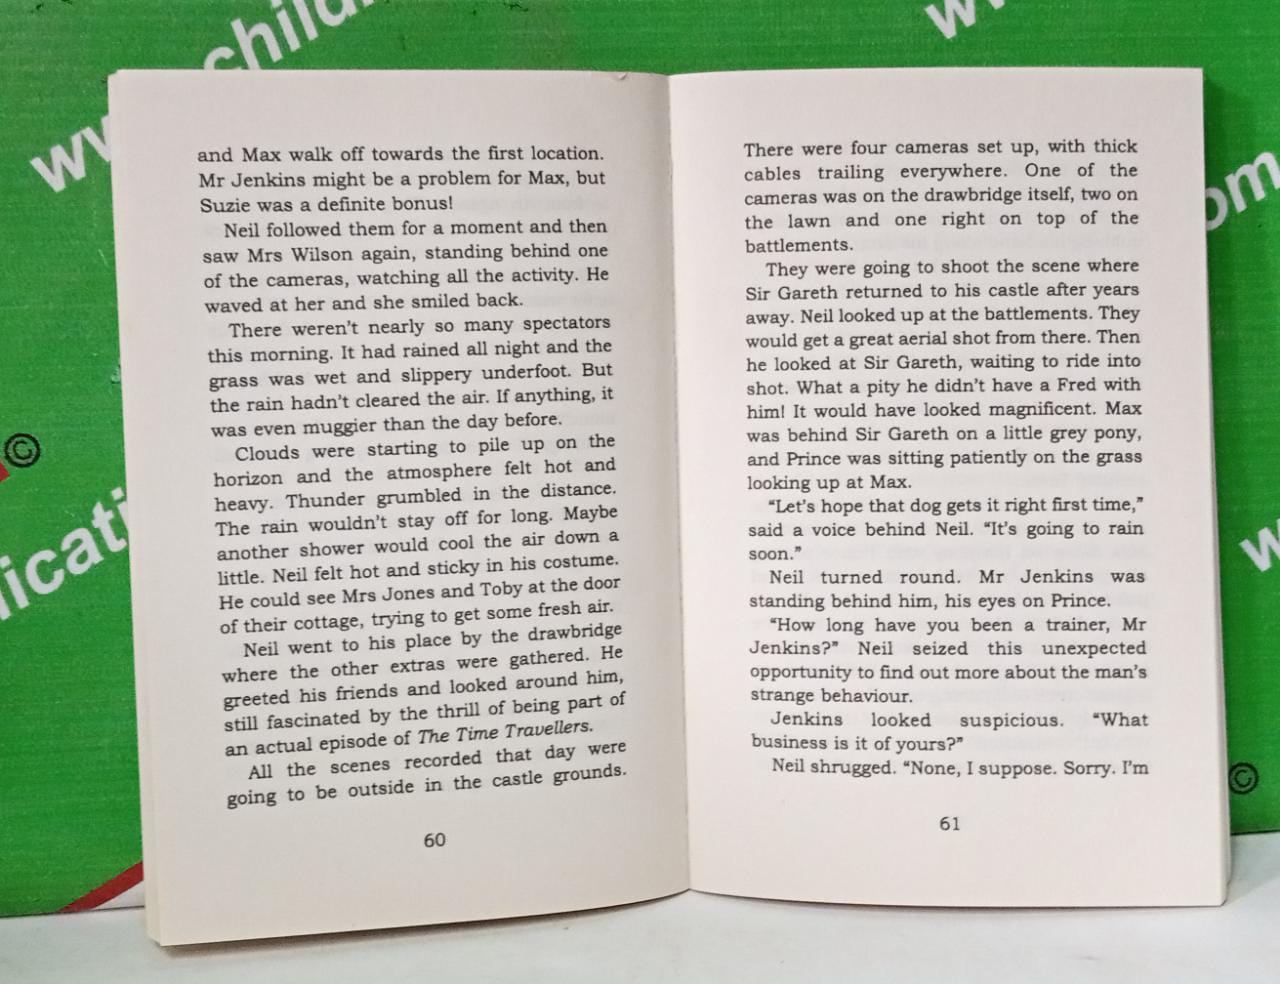 and Max walk off towards the first location.
Mr Jenkins might be a problem for Max, but
Suzie was a definite bonus!
Neil followed them for a moment and then
saw Mrs Wilson again, standing behind one
of the cameras, watching all the activity. He
waved at her and she smiled back.
There weren't nearly so many spectators
this morning. It had rained all night and the
grass was wet and slippery underfoot. But
the rain hadn't cleared the air. If anything, it
was even muggier than the day before.
Clouds were starting to pile up on the
horizon and the atmosphere felt hot and
heavy. Thunder grumbled in the distance.
The rain wouldn't stay off for long. Maybe
another shower would cool the air down a
little. Neil felt hot and sticky in his costume.
He could see Mrs Jones and Toby at the door
of their cottage, trying to get some fresh air.
Neil went to his place by the drawbridge
where the other extras were gathered. He
greeted his friends and looked around him,
still fascinated by the thrill of being part of
an actual episode of The Time Travellers.
All the scenes recorded that day were
going to be outside in the castle grounds.
60
There were four cameras set up, with thick
cables trailing everywhere. One of the
cameras was on the drawbridge itself, two on
the lawn and one right on top of the
battlements.
They were going to shoot the scene where
Sir Gareth returned to his castle after years
away. Neil looked up at the battlements. They
would get a great aerial shot from there. Then
he looked at Sir Gareth, waiting to ride into
shot. What a pity he didn't have a Fred with
him! It would have looked magnificent. Max
was behind Sir Gareth on a little grey pony,
and Prince was sitting patiently on the grass
looking up at Max.
"Let's hope that dog gets it right first time,"
said a voice behind Neil. "It's going to rain
soon."
Neil turned round. Mr Jenkins was
standing behind him, his eyes on Prince.
"How long have you been a trainer, Mr
Jenkins?" Neil seized this unexpected
opportunity to find out more about the man's
strange behaviour.
Jenkins looked suspicious. "What
business is it of yours?"
Neil shrugged. "None, I suppose. Sorry. I'm
61